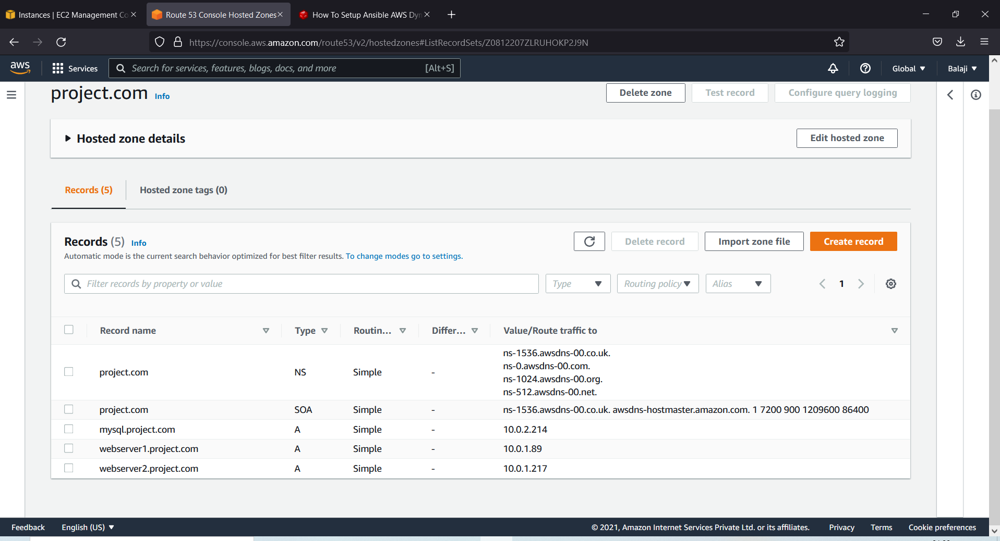 Instances | EC2 Management Co
Route 53 Console Hosted Zones
How To Setup Ansible AWS Dyn
https://console.aws.amazon.com/route53/v2/hostedzones#ListRecordSets/Z0812207ZLRUHOKP2J9N
aws
Services
Search for services, features, blogs, docs, and more
[Alt+S]
Global
Balaji
project.com Info
Delete zone
Test record
Configure query logging
Hosted zone details
Edit hosted zone
Records (5)
Hosted zone tags (0)
Records (5) Info
Delete record
Import zone file
Create record
Automatic mode is the current search behavior optimized for best filter results. To change modes go to settings.
Filter records by property or value
Type
Routing policy
Alias
1
Record name Type Routin... Differ... Value/Route traffic to
ns-1536.awsdns-00.co.uk.
ns-0.awsdns-00.com.
project.com NS Simple -
ns-1024.awsdns-00.org.
ns-512.awsdns-00.net.
project.com SOA Simple - ns-1536.awsdns-00.co.uk. awsdns-hostmaster.amazon.com. 1 7200 900 1209600 86400
mysql.project.com A Simple - 10.0.2.214
webserver1.project.com A Simple - 10.0.1.89
webserver2.project.com A Simple - 10.0.1.217
Feedback
English (US)
© 2021, Amazon Internet Services Private Ltd. or its affiliates.
Privacy
Terms
Cookie preferences